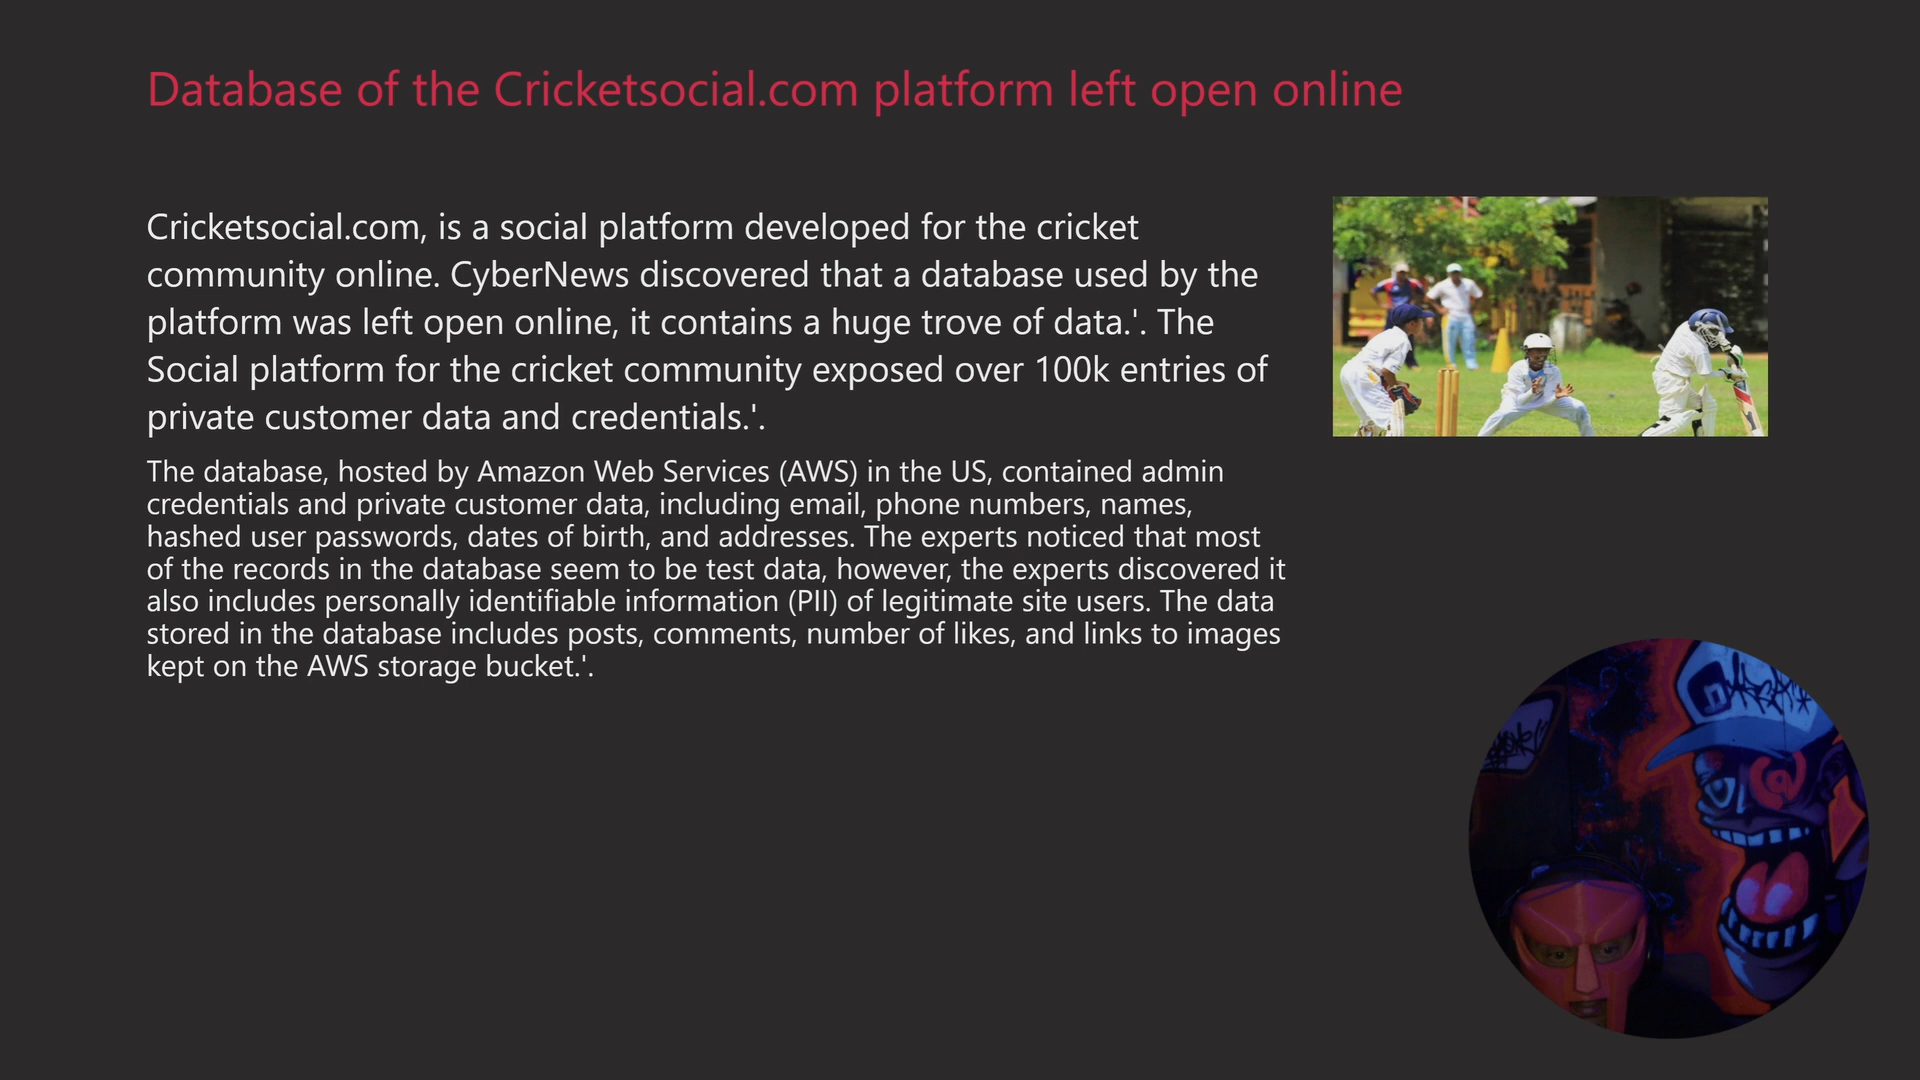 Database of the Cricketsocial.com platform left open online
Cricketsocial.com, is a social platform developed for the cricket
community online. CyberNews discovered that a database used by the
platform was left open online, it contains a huge trove of data.'. The
Social platform for the cricket community exposed over 100k entries of
private customer data and credentials.'.
The database, hosted by Amazon Web Services (AWS) in the US, contained admin
credentials and private customer data, including email, phone numbers, names,
hashed user passwords, dates of birth, and addresses. The experts noticed that most
of the records in the database seem to be test data, however, the experts discovered it
also includes personally identifiable information (PII) of legitimate site users. The data
stored in the database includes posts, comments, number of likes, and links to images
kept on the AWS storage bucket.'.